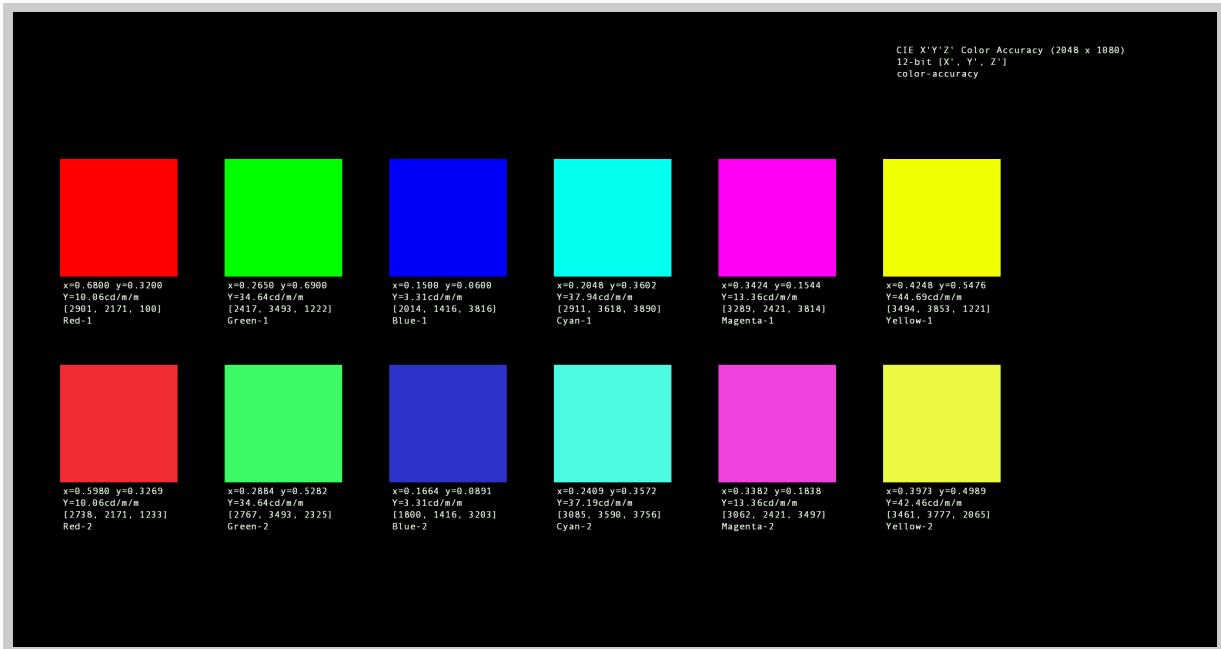 CIE X'Y'Z' Color Accuracy (2048 x 1080)
12-bit [X', Y', Z']
color-accuracy
x=0.6800 y=0.3200
Y=10.06cd/m/m
[2901, 2171, 100]
Red-1
x=0.2650 y=0.6900
Y=34.64cd/m/m
[2417, 3493, 1222]
Green-1
x=0.1500 y=0.0600
Y=3.31cd/m/m
[2014, 1416, 3816]
Blue-1
x=0.2048 y=0.3602
Y=37.94cd/m/m
[2911, 3618, 3890]
Cyan-1
x=0.3424 y=0.1544
Y=13.36cd/m/m
[3289, 2421, 3814]
Magenta-1
x=0.4248 y=0.5476
Y=44.69cd/m/m
[3494, 3853, 1221]
Yellow-1
x=0.5980 y=0.3269
Y=10.06cd/m/m
[2738, 2171, 1233]
Red-2
x=0.2884 y=0.5282
Y=34.64cd/m/m
[2767, 3493, 2325]
Green-2
x=0.1664 y=0.0891
Y=3.31cd/m/m
[1800, 1416, 3203]
Blue-2
x=0.2409 y=0.3572
Y=37.19cd/m/m
[3085, 3590, 3756]
Cyan-2
x=0.3382 y=0.1838
Y=13.36cd/m/m
[3062, 2421, 3497]
Magenta-2
x=0.3973 y=0.4989
Y=42.46cd/m/m
[3461, 3777, 2065]
Yellow-2